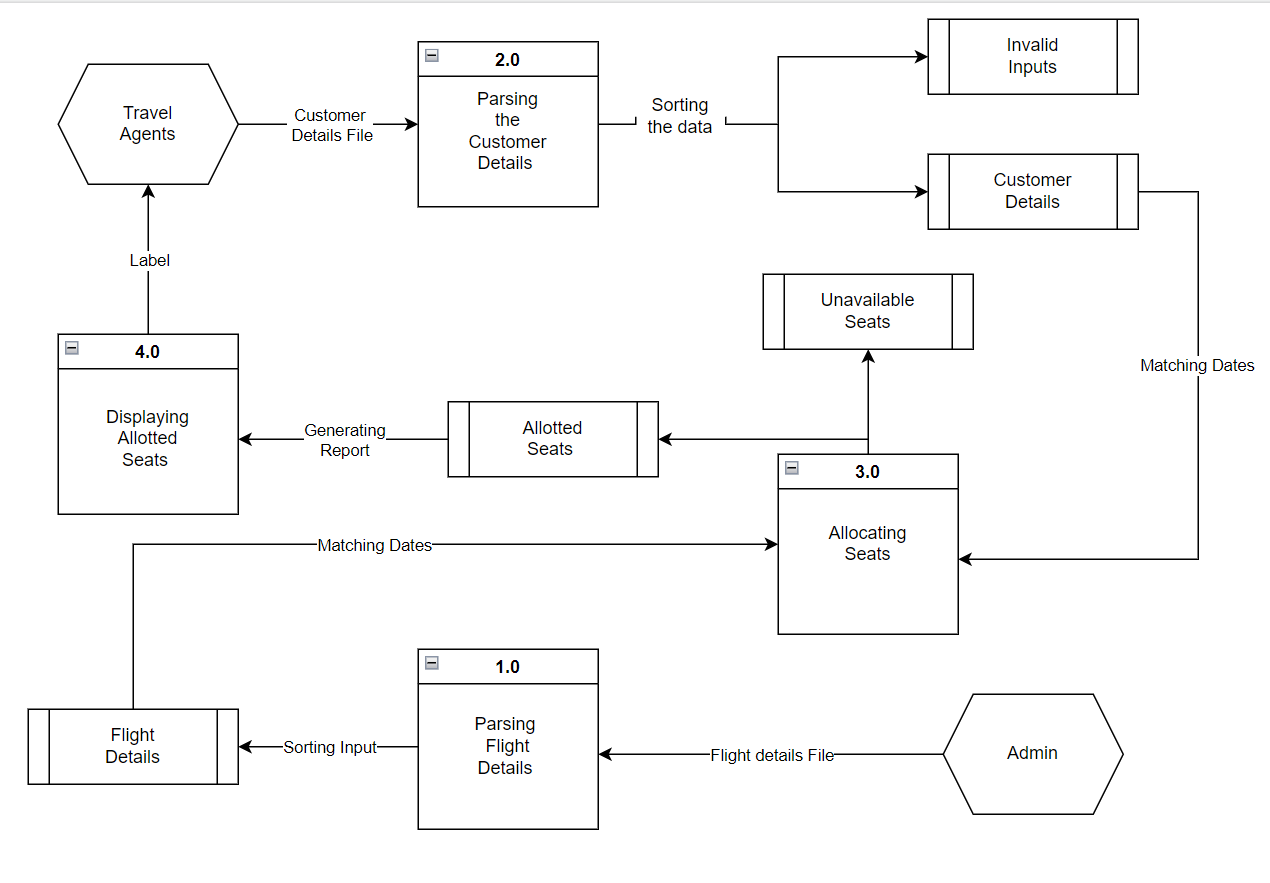 2.0
Invalid
Inputs
Travel
Agents
Customer
Details File
Parsing
the
Customer
Details
Sorting
the data
Customer
Details
Label
Unavailable
Seats
4.0
Matching Dates
Displaying
Allotted
Seats
Generating
Report
Allotted
Seats
3.0
Allocating
Seats
Matching Dates
1.0
Flight
Details
Sorting Input
Parsing
Flight
Details
Flight details File
Admin